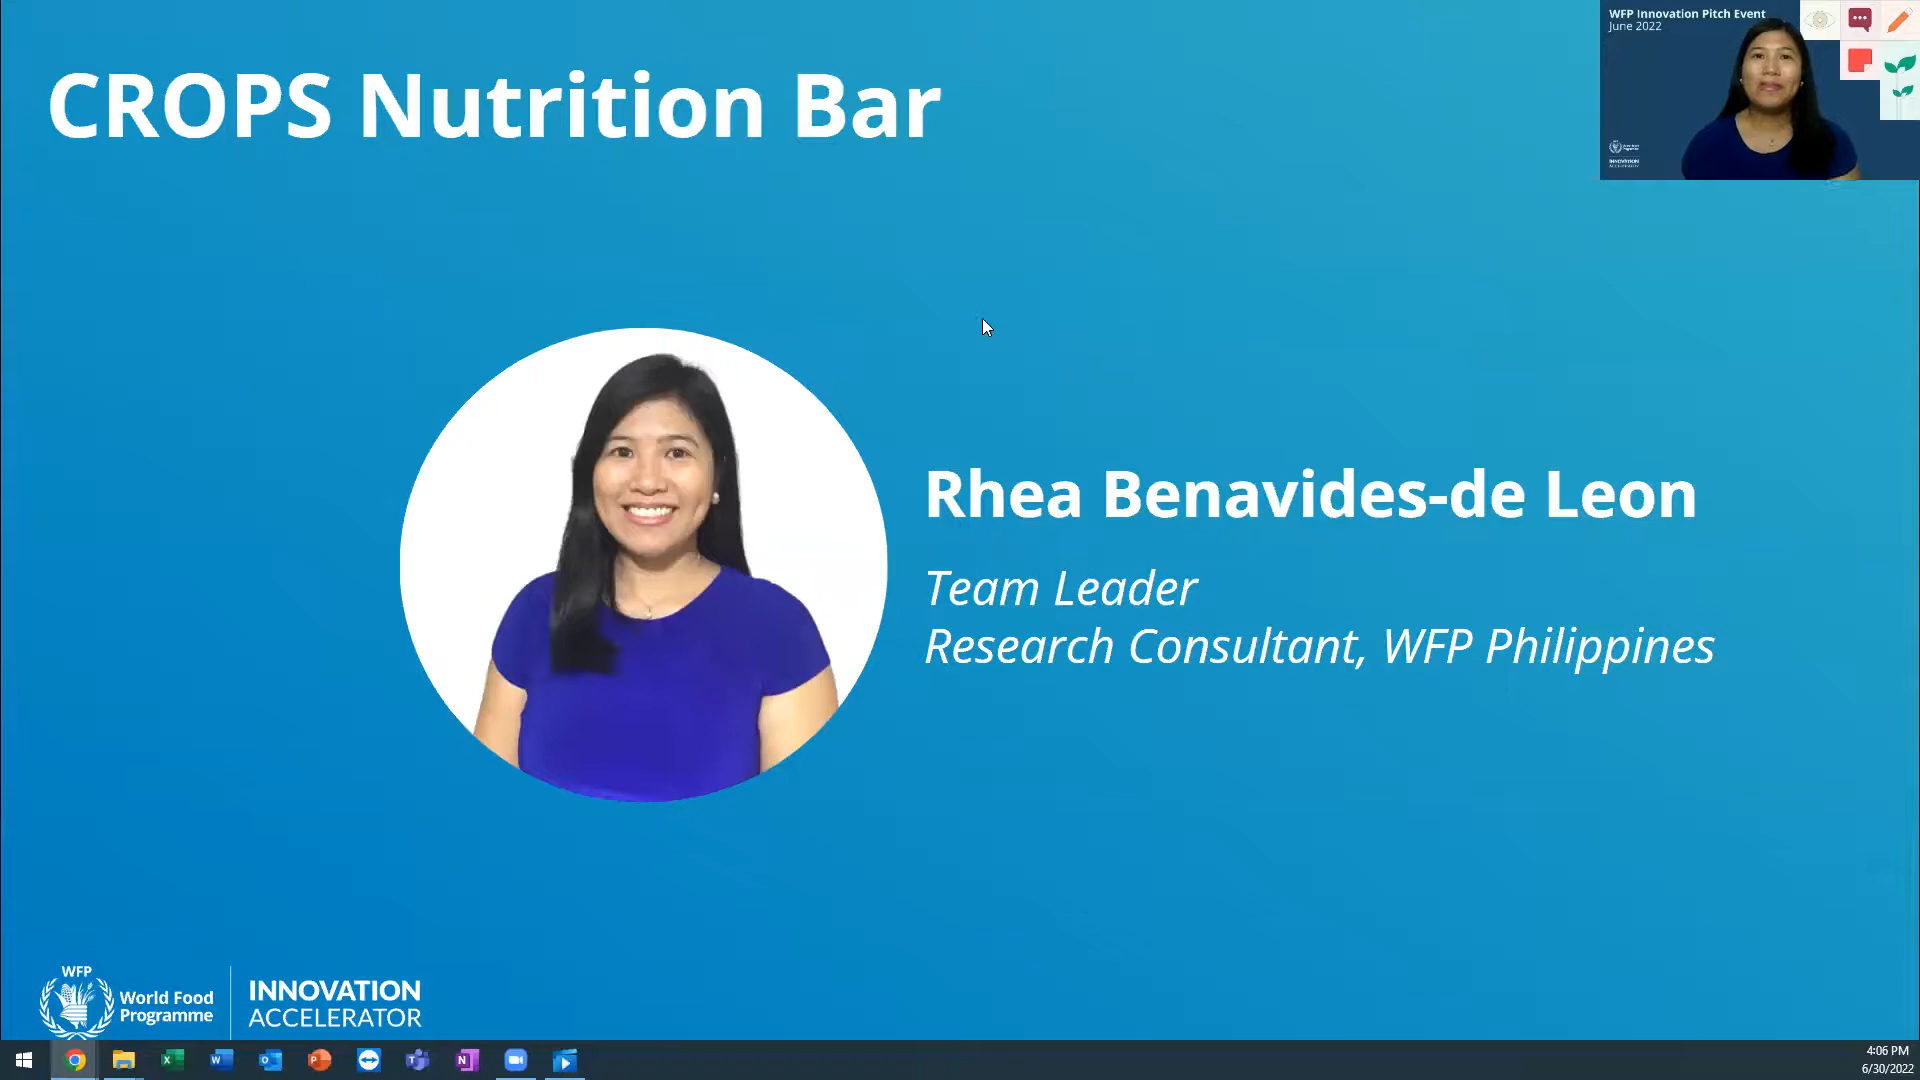 CROPS Nutrition Bar
WFP Innovation Pitch Event
June 2022
Rhea Benavides-de Leon
Team Leader
Research Consultant, WFP Philippines
WFP
World Food
Programme
INNOVATION
ACCELERATOR
4:06 PM
6/30/2022